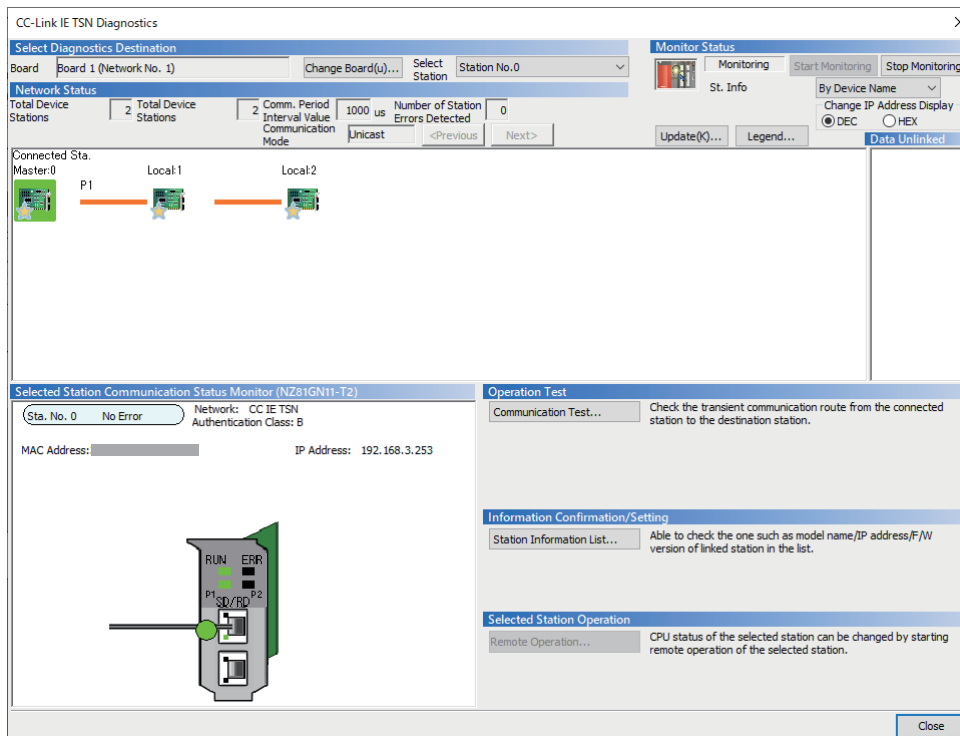 CC-Link IE TSN Diagnostics
Select Diagnostics Destination
Board Board 1 (Network No. 1) Change Board(u)... Select Station Station No.0
Monitor Status
Monitoring Start Monitoring Stop Monitoring
St. Info By Device Name
Change IP Address Display
DEC HEX
Update(K)... Legend...
Network Status
Total Device Stations 2 Total Device Stations 2 Comm. Period Interval Value 1000 us Number of Station Errors Detected 0
Communication Mode Unicast <Previous Next>
Data Unlinked
Connected Sta.
Master:0 Local:1 Local:2
P1
Selected Station Communication Status Monitor (NZ81GN11-T2)
Sta. No. 0 No Error
Network: CC IE TSN
Authentication Class: B
MAC Address: IP Address: 192.168.3.253
RUN ERR
P1 P2
SD/RD
Operation Test
Communication Test...
Check the transient communication route from the connected
station to the destination station.
Information Confirmation/Setting
Station Information List...
Able to check the one such as model name/IP address/F/W
version of linked station in the list.
Selected Station Operation
Remote Operation...
CPU status of the selected station can be changed by starting
remote operation of the selected station.
Close